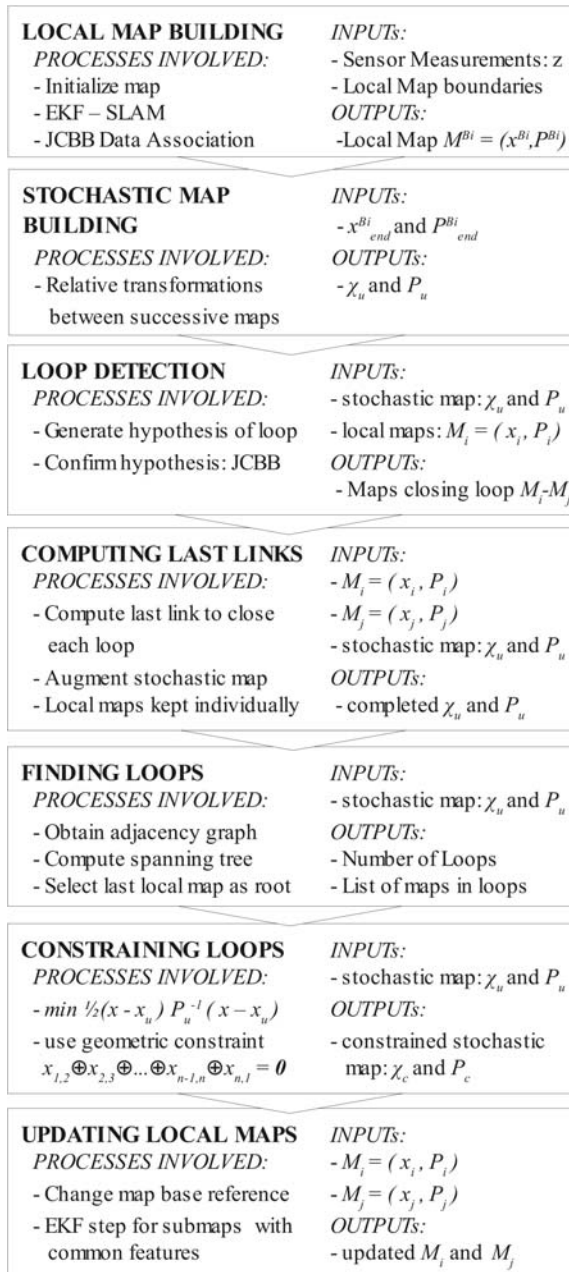 LOCAL MAP BUILDING
PROCESSES INVOLVED:
- Initialize map
- EKF – SLAM
- JCBB Data Association
INPUTs:
- Sensor Measurements: z
- Local Map boundaries
OUTPUTs:
-Local Map M^{Bi} = (x^{Bi},P^{Bi})
STOCHASTIC MAP
BUILDING
PROCESSES INVOLVED:
- Relative transformations
between successive maps
INPUTs:
- x^{Bi}_{end} and P^{Bi}_{end}
OUTPUTs:
- χ_u and P_u
LOOP DETECTION
PROCESSES INVOLVED:
- Generate hypothesis of loop
- Confirm hypothesis: JCBB
INPUTs:
- stochastic map: χ_u and P_u
- local maps: M_i = ( x_i, P_i )
OUTPUTs:
- Maps closing loop M_i-M_j
COMPUTING LAST LINKS
PROCESSES INVOLVED:
- Compute last link to close
each loop
- Augment stochastic map
- Local maps kept individually
INPUTs:
- M_i = ( x_i, P_i )
- M_j = ( x_j, P_j )
- stochastic map: χ_u and P_u
OUTPUTs:
- completed χ_u and P_u
FINDING LOOPS
PROCESSES INVOLVED:
- Obtain adjacency graph
- Compute spanning tree
- Select last local map as root
INPUTs:
- stochastic map: χ_u and P_u
OUTPUTs:
- Number of Loops
- List of maps in loops
CONSTRAINING LOOPS
PROCESSES INVOLVED:
- min ½(x - x_u ) P_u^{-1} ( x – x_u )
- use geometric constraint
x_{1,2}⊕x_{2,3}⊕...⊕x_{n-1,n}⊕x_{n,1} = 0
INPUTs:
- stochastic map: χ_u and P_u
OUTPUTs:
- constrained stochastic
map: χ_c and P_c
UPDATING LOCAL MAPS
PROCESSES INVOLVED:
- Change map base reference
- EKF step for submaps with
common features
INPUTs:
- M_i = ( x_i, P_i )
- M_j = ( x_j, P_j )
OUTPUTs:
- updated M_i and M_j